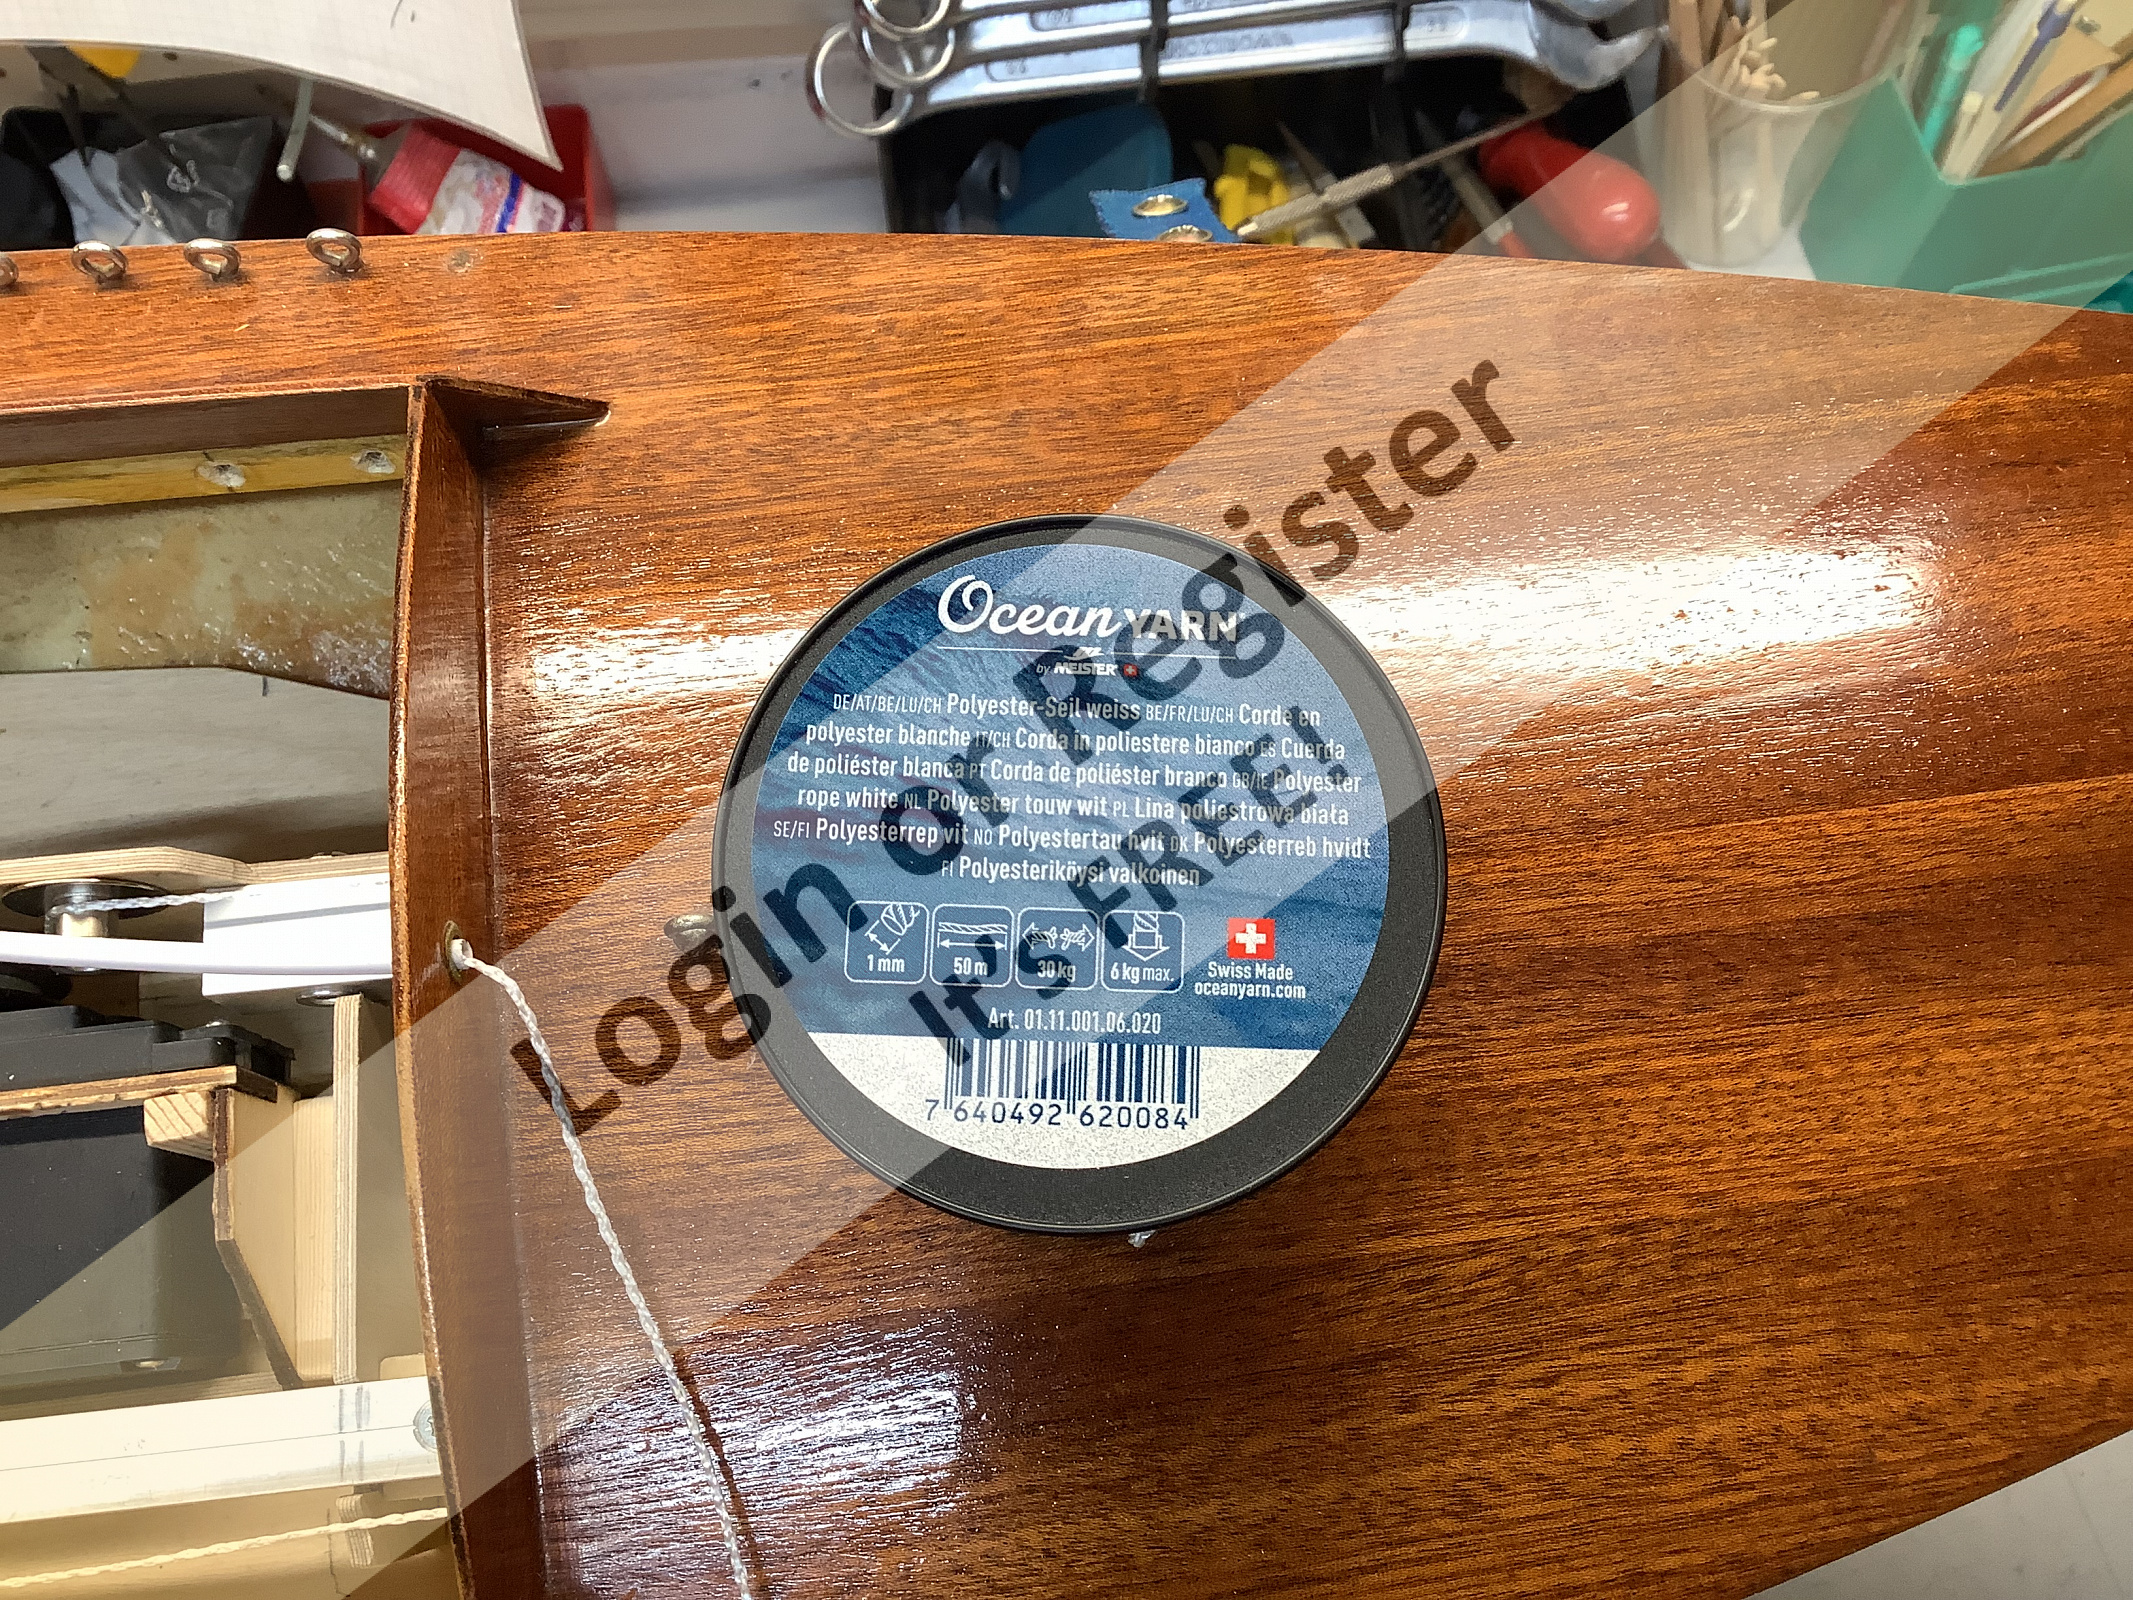 Ocean YARN
by MEISTER
DE/AT/BE/LU/CH Polyester-Seil weiss BE/FR/LU/CH Corde en
polyester blanche IT/CH Corda in poliestere bianco ES Cuerda
de poliéster blanca PT Corda de poliéster branco GB/IE Polyester
rope white NL Polyester touw wit PL Lina poliestrowa biała
SE/FI Polyesterrep vit NO Polyestertau hvit DK Polyesterreb hvidt
FI Polyesteriköysi valkoinen
1 mm 50 m 30 kg 6 kg max.
Swiss Made
oceanyarn.com
Art. 01.11.001.06.020
7 640492 620084
Login or Register
It's FREE!